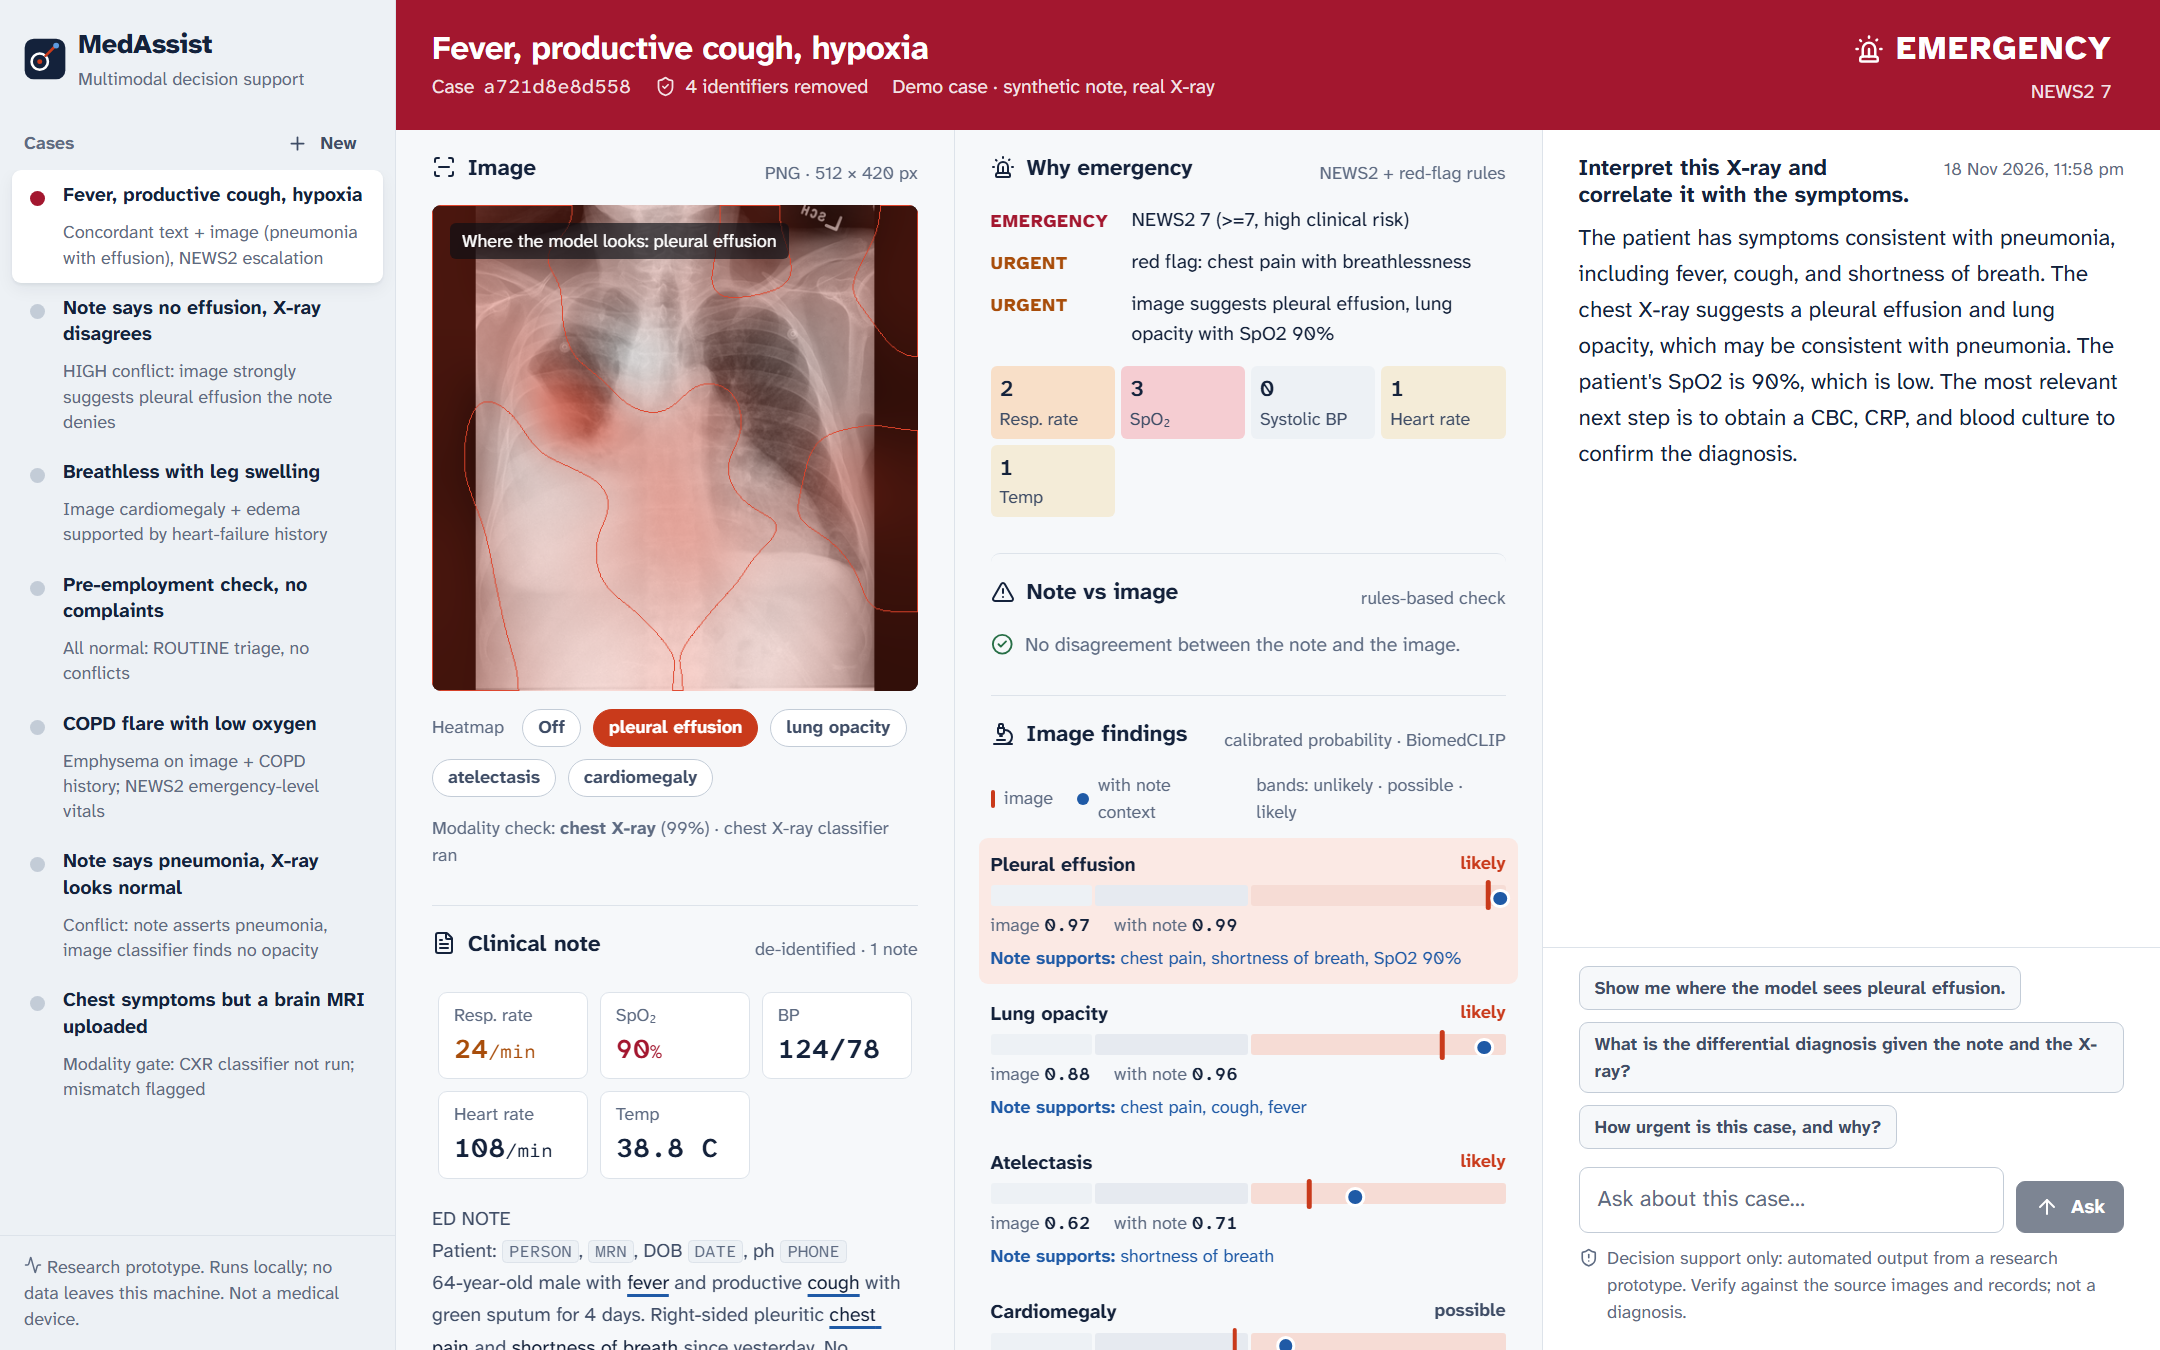 MedAssist
Multimodal decision support
Cases
New
Fever, productive cough, hypoxia
Concordant text + image (pneumonia
with effusion), NEWS2 escalation
Note says no effusion, X-ray
disagrees
HIGH conflict: image strongly
suggests pleural effusion the note
denies
Breathless with leg swelling
Image cardiomegaly + edema
supported by heart-failure history
Pre-employment check, no
complaints
All normal: ROUTINE triage, no
conflicts
COPD flare with low oxygen
Emphysema on image + COPD
history; NEWS2 emergency-level
vitals
Note says pneumonia, X-ray
looks normal
Conflict: note asserts pneumonia,
image classifier finds no opacity
Chest symptoms but a brain MRI
uploaded
Modality gate: CXR classifier not run;
mismatch flagged
Research prototype. Runs locally; no
data leaves this machine. Not a medical
device.
Fever, productive cough, hypoxia
Case a721d8e8d558 4 identifiers removed Demo case · synthetic note, real X-ray
EMERGENCY
NEWS2 7
Image
PNG · 512 × 420 px
Where the model looks: pleural effusion
L SCH
Heatmap Off pleural effusion lung opacity
atelectasis cardiomegaly
Modality check: chest X-ray (99%) · chest X-ray classifier
ran
Clinical note
de-identified · 1 note
Resp. rate
24/min
SpO₂
90%
BP
124/78
Heart rate
108/min
Temp
38.8 C
ED NOTE
Patient: PERSON, MRN, DOB DATE, ph PHONE
64-year-old male with fever and productive cough with
green sputum for 4 days. Right-sided pleuritic chest
pain and shortness of breath since yesterday. No
Why emergency
NEWS2 + red-flag rules
EMERGENCY NEWS2 7 (>=7, high clinical risk)
URGENT red flag: chest pain with breathlessness
URGENT image suggests pleural effusion, lung
opacity with SpO2 90%
2
Resp. rate
3
SpO₂
0
Systolic BP
1
Heart rate
1
Temp
Note vs image
rules-based check
No disagreement between the note and the image.
Image findings
calibrated probability · BiomedCLIP
image
with note
context
bands: unlikely · possible ·
likely
Pleural effusion likely
image 0.97 with note 0.99
Note supports: chest pain, shortness of breath, SpO2 90%
Lung opacity likely
image 0.88 with note 0.96
Note supports: chest pain, cough, fever
Atelectasis likely
image 0.62 with note 0.71
Note supports: shortness of breath
Cardiomegaly possible
Interpret this X-ray and
correlate it with the symptoms.
18 Nov 2026, 11:58 pm
The patient has symptoms consistent with pneumonia,
including fever, cough, and shortness of breath. The
chest X-ray suggests a pleural effusion and lung
opacity, which may be consistent with pneumonia. The
patient's SpO2 is 90%, which is low. The most relevant
next step is to obtain a CBC, CRP, and blood culture to
confirm the diagnosis.
Show me where the model sees pleural effusion.
What is the differential diagnosis given the note and the X-
ray?
How urgent is this case, and why?
Ask about this case...
Ask
Decision support only: automated output from a research
prototype. Verify against the source images and records; not a
diagnosis.